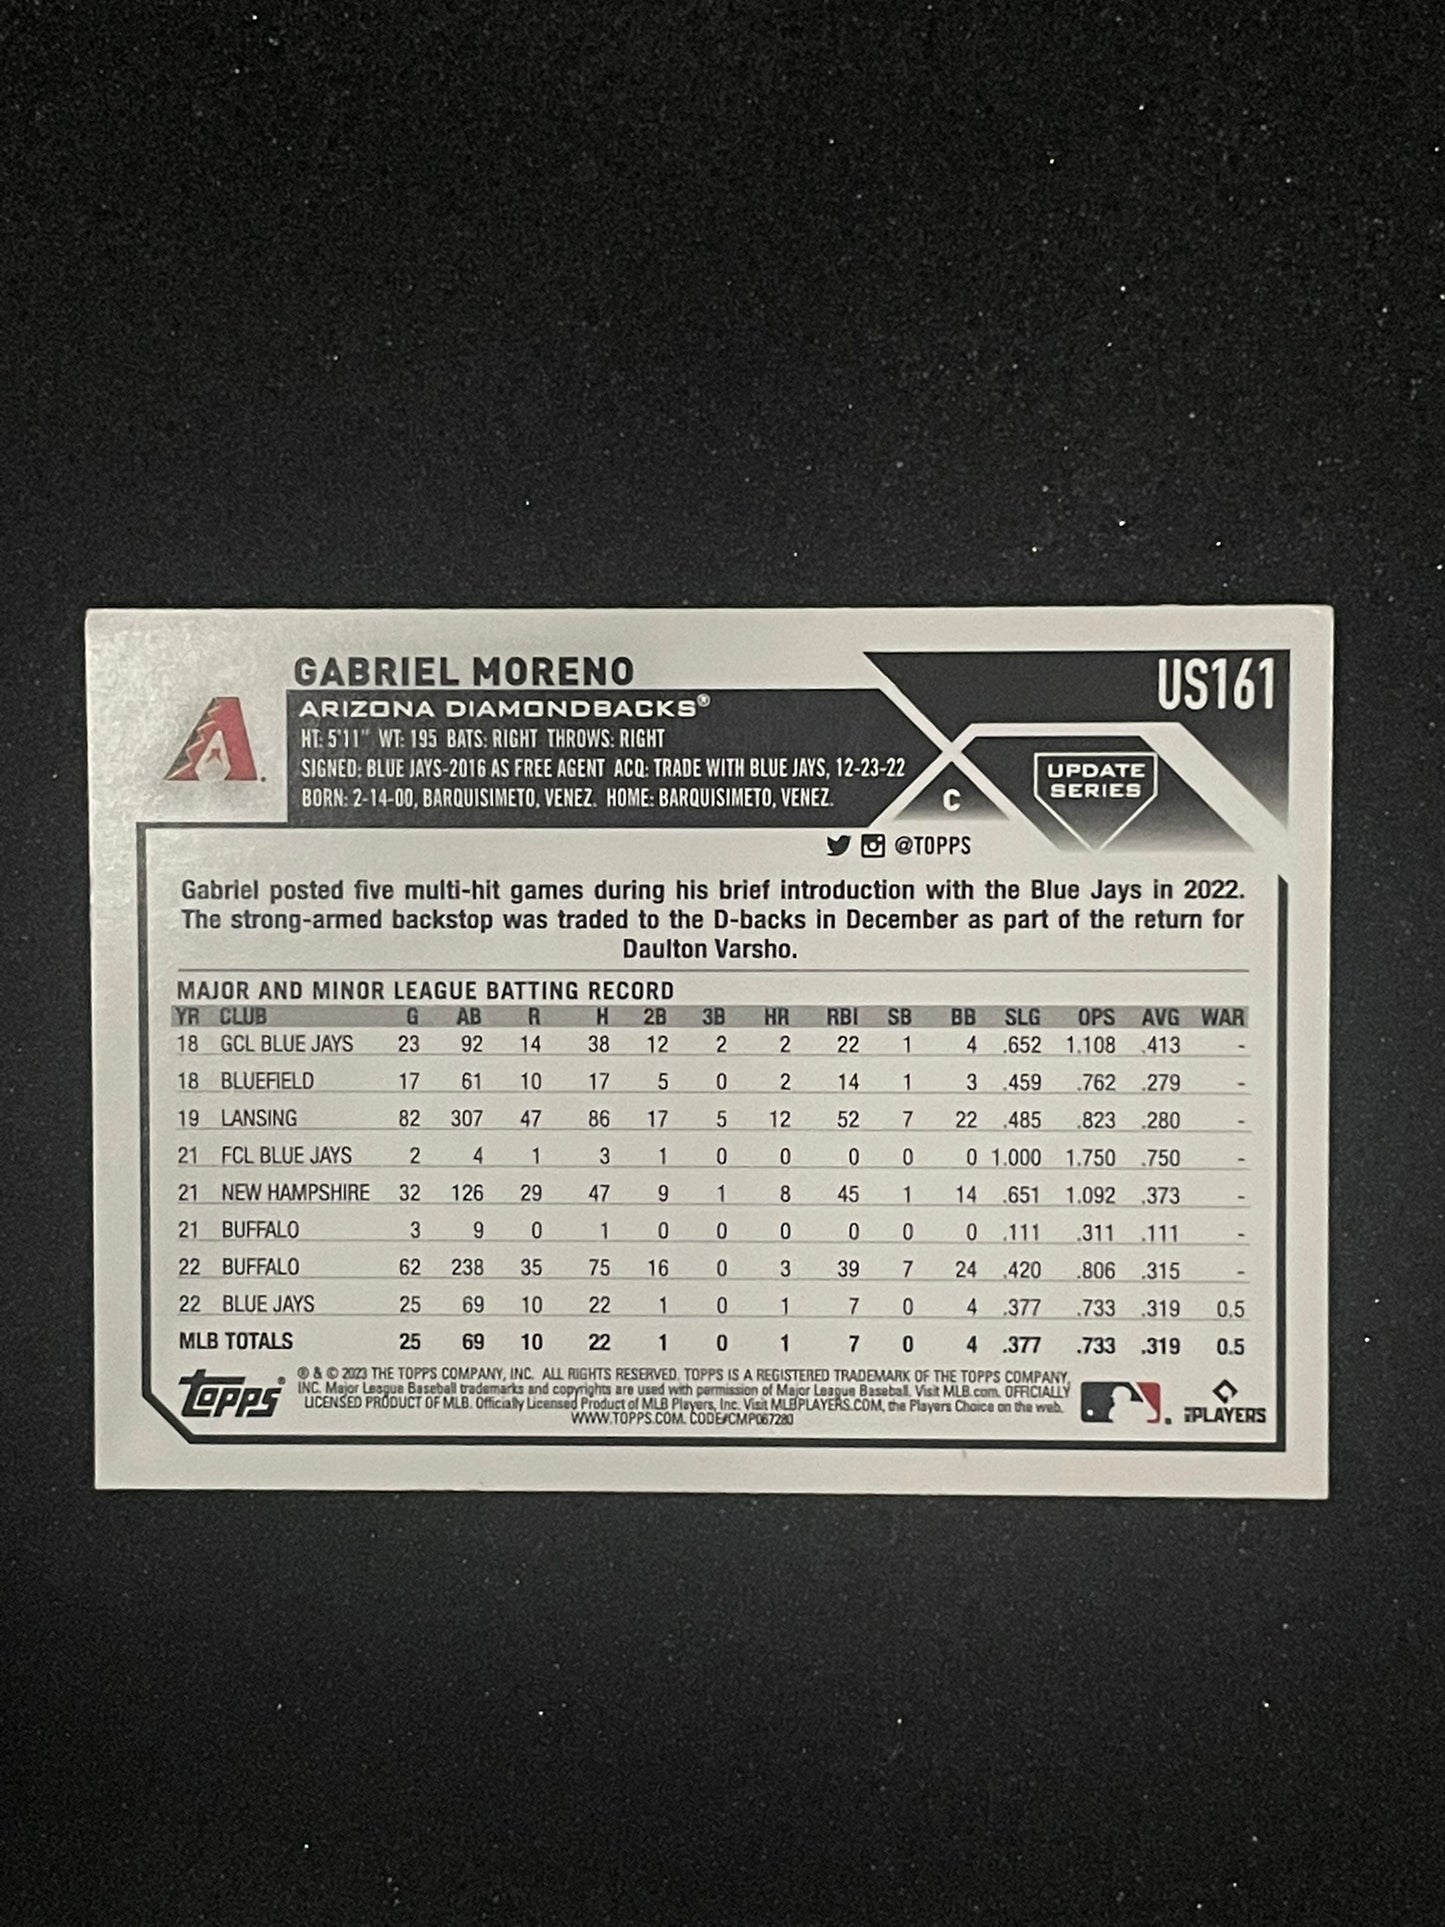 GABRIEL MORENO
US161
ARIZONA DIAMONDBACKS®
HT: 5'11" WT: 195 BATS: RIGHT THROWS: RIGHT
SIGNED: BLUE JAYS-2016 AS FREE AGENT ACQ: TRADE WITH BLUE JAYS, 12-23-22
BORN: 2-14-00, BARQUISIMETO, VENEZ. HOME: BARQUISIMETO, VENEZ.
C
UPDATE
SERIES
@TOPPS
Gabriel posted five multi-hit games during his brief introduction with the Blue Jays in 2022.
The strong-armed backstop was traded to the D-backs in December as part of the return for
Daulton Varsho.
MAJOR AND MINOR LEAGUE BATTING RECORD
YR CLUB G AB R H 2B 3B HR RBI SB BB SLG OPS AVG WAR
18 GCL BLUE JAYS 23 92 14 38 12 2 2 22 1 4 .652 1.108 .413 -
18 BLUEFIELD 17 61 10 17 5 0 2 14 1 3 .459 .762 .279 -
19 LANSING 82 307 47 86 17 5 12 52 7 22 .485 .823 .280 -
21 FCL BLUE JAYS 2 4 1 3 1 0 0 0 0 0 1.000 1.750 .750 -
21 NEW HAMPSHIRE 32 126 29 47 9 1 8 45 1 14 .651 1.092 .373 -
21 BUFFALO 3 9 0 1 0 0 0 0 0 0 .111 .311 .111 -
22 BUFFALO 62 238 35 75 16 0 3 39 7 24 .420 .806 .315 -
22 BLUE JAYS 25 69 10 22 1 0 1 7 0 4 .377 .733 .319 0.5
MLB TOTALS 25 69 10 22 1 0 1 7 0 4 .377 .733 .319 0.5
topps®
® & © 2023 THE TOPPS COMPANY, INC. ALL RIGHTS RESERVED. TOPPS IS A REGISTERED TRADEMARK OF THE TOPPS COMPANY,
INC. Major League Baseball trademarks and copyrights are used with permission of Major League Baseball. Visit MLB.com. OFFICIALLY
LICENSED PRODUCT OF MLB. Officially Licensed Product of MLB Players, Inc. Visit MLBPLAYERS.COM, the Players Choice on the web.
WWW.TOPPS.COM. CODE#CMP067280
MLB PLAYERS